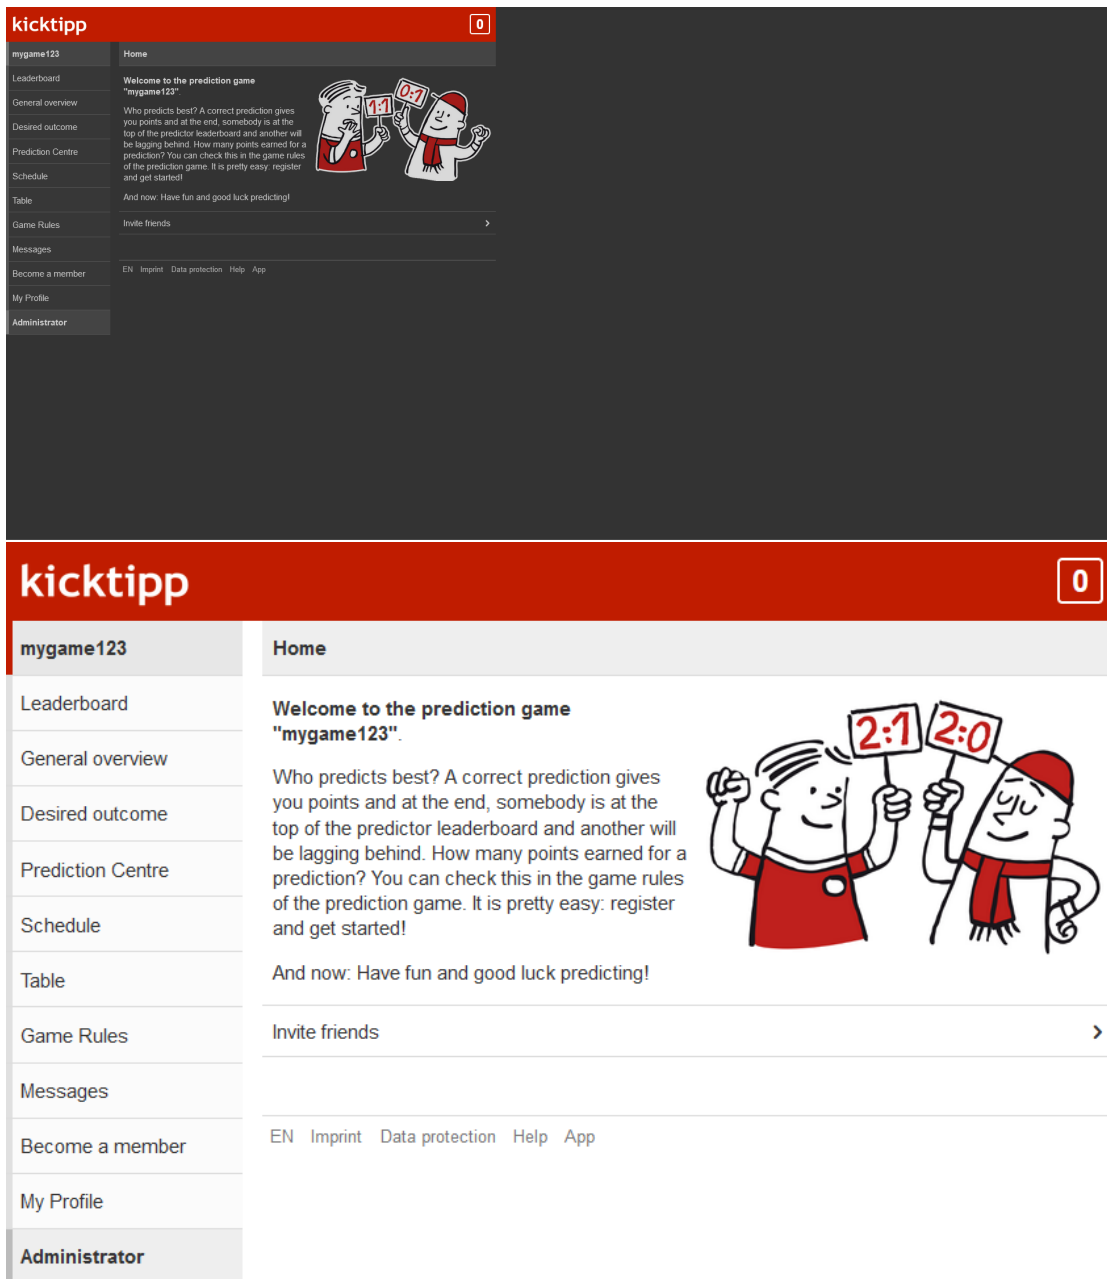 kicktipp
0
mygame123
Leaderboard
General overview
Desired outcome
Prediction Centre
Schedule
Table
Game Rules
Messages
Become a member
My Profile
Administrator
Home
Welcome to the prediction game
"mygame123".
Who predicts best? A correct prediction gives
you points and at the end, somebody is at the
top of the predictor leaderboard and another will
be lagging behind. How many points earned for a
prediction? You can check this in the game rules
of the prediction game. It is pretty easy: register
and get started!
And now: Have fun and good luck predicting!
1:1
0:1
Invite friends
EN Imprint Data protection Help App
kicktipp
0
mygame123
Leaderboard
General overview
Desired outcome
Prediction Centre
Schedule
Table
Game Rules
Messages
Become a member
My Profile
Administrator
Home
Welcome to the prediction game
"mygame123".
Who predicts best? A correct prediction gives
you points and at the end, somebody is at the
top of the predictor leaderboard and another will
be lagging behind. How many points earned for a
prediction? You can check this in the game rules
of the prediction game. It is pretty easy: register
and get started!
And now: Have fun and good luck predicting!
2:1
2:0
Invite friends
EN Imprint Data protection Help App